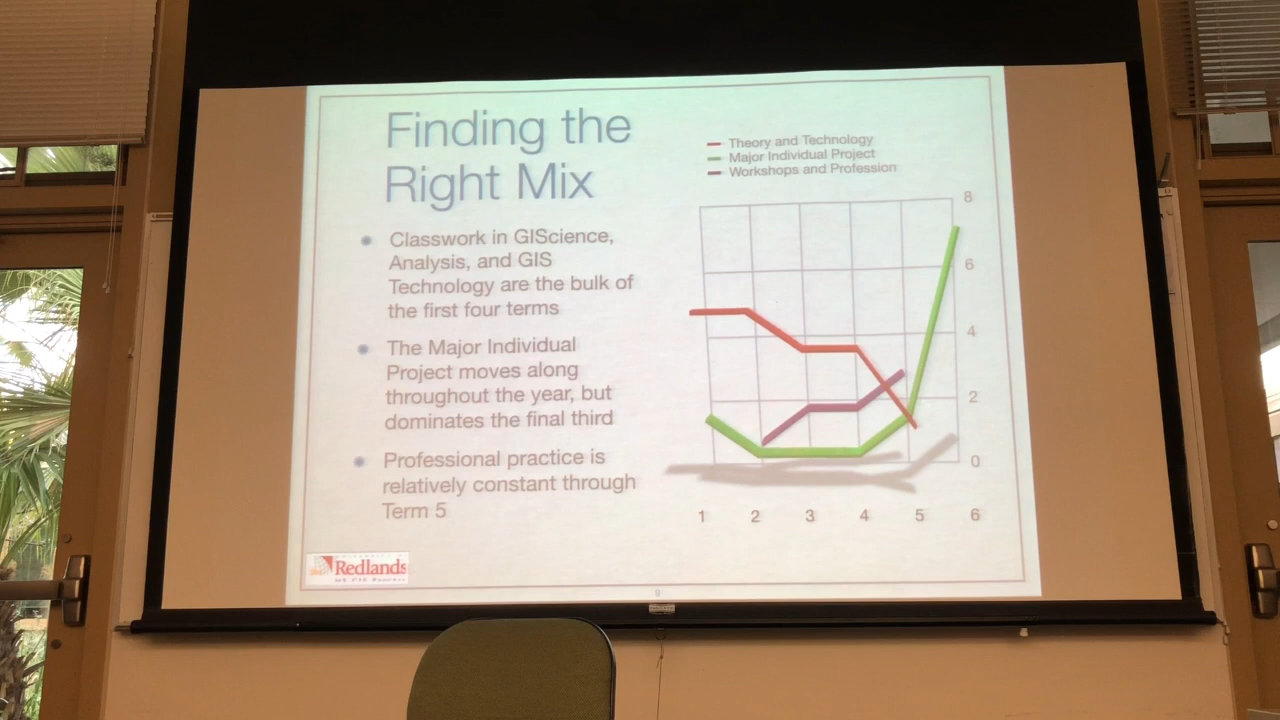 Finding the
Right Mix
Classwork in GIScience,
Analysis, and GIS
Technology are the bulk of
the first four terms
The Major Individual
Project moves along
throughout the year, but
dominates the final third
Professional practice is
relatively constant through
Term 5
Theory and Technology
Major Individual Project
Workshops and Profession
8
6
4
2
0
1 2 3 4 5 6
Redlands
9